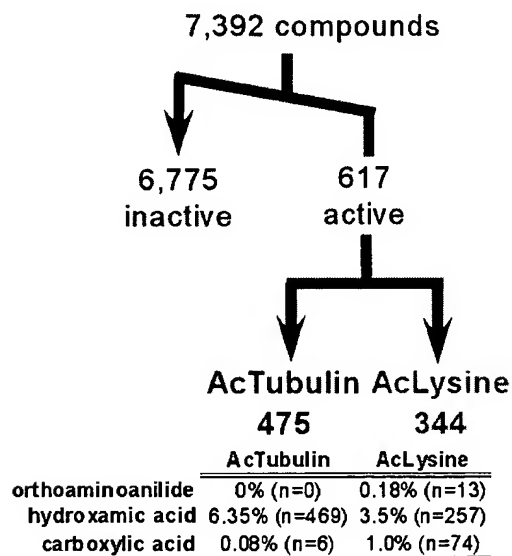 7,392 compounds
6,775 617
inactive active
AcTubulin AcLysine
475 344
AcTubulin AcLysine
orthoaminoanilide 0% (n=0) 0.18% (n=13)
hydroxamic acid 6.35% (n=469) 3.5% (n=257)
carboxylic acid 0.08% (n=6) 1.0% (n=74)